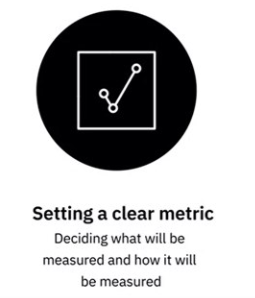 Setting a clear metric
Deciding what will be
measured and how it will
be measured